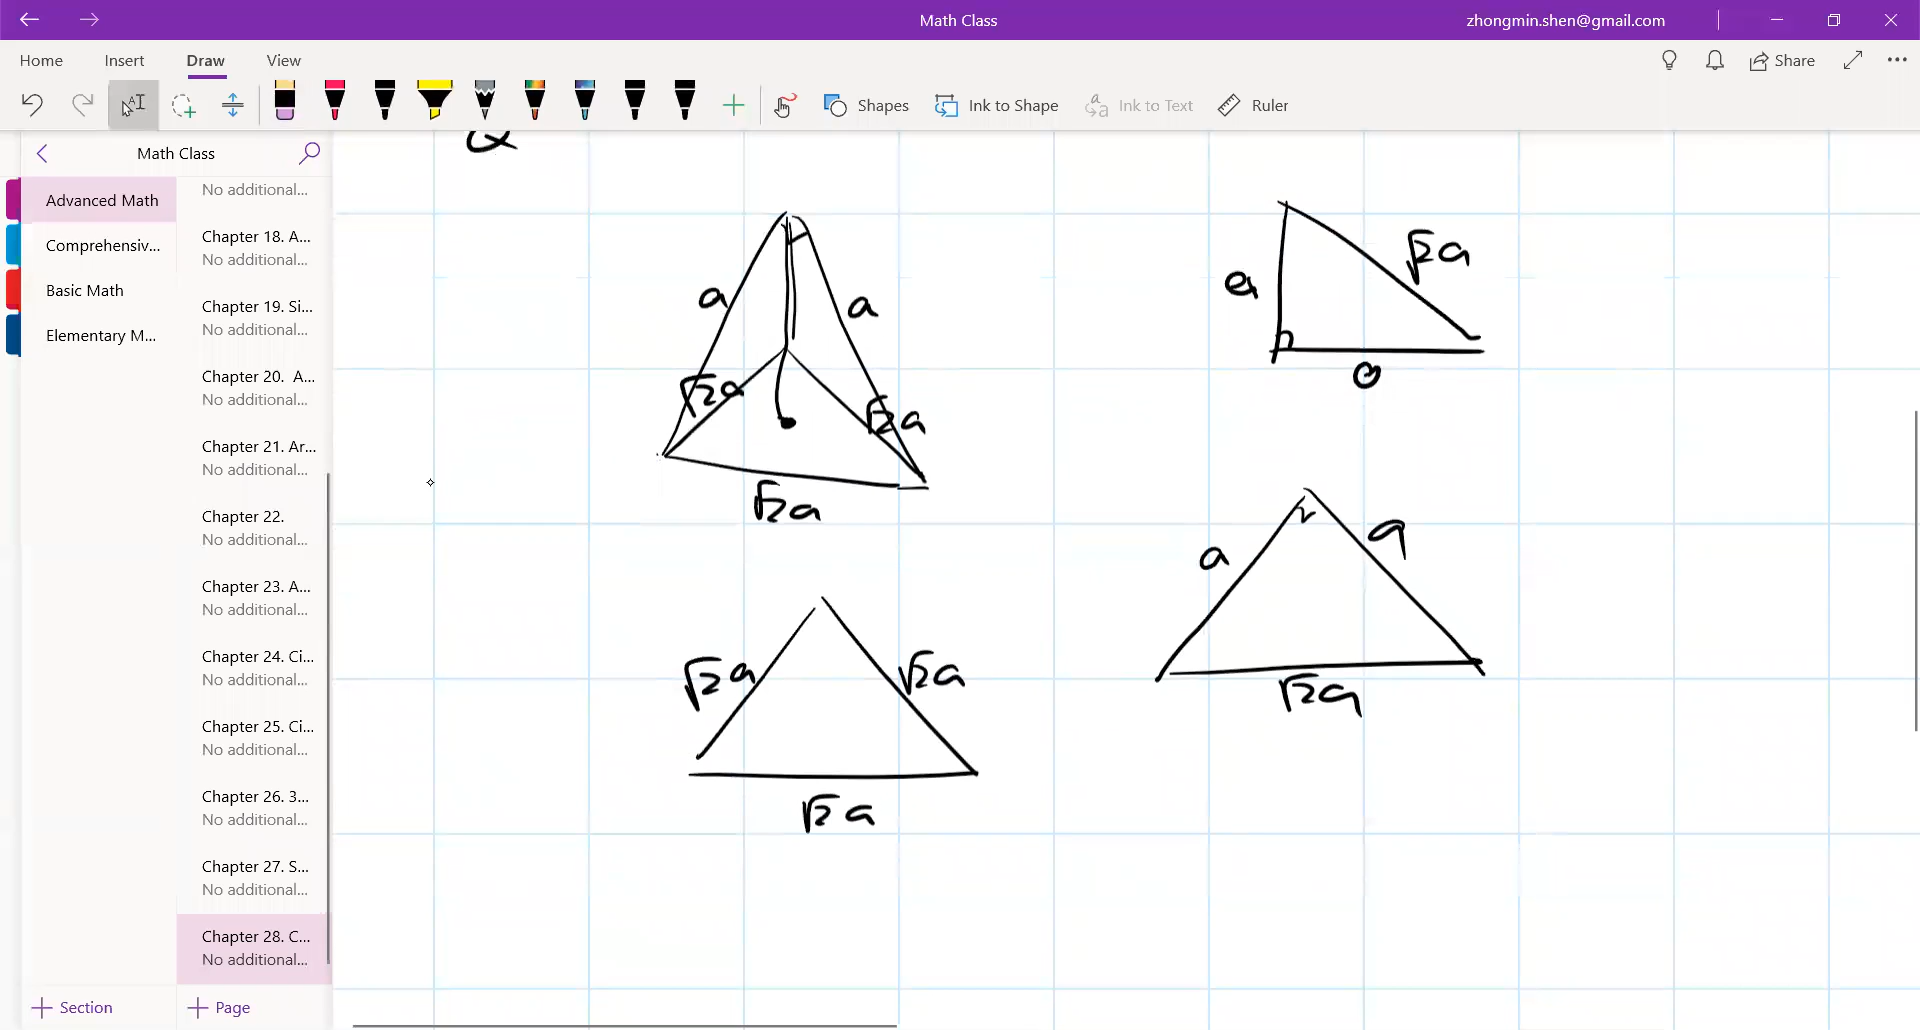 Math Class
zhongmin.shen@gmail.com
Home
Insert
Draw
View
Share
Shapes
Ink to Shape
Ink to Text
Ruler
Math Class
Advanced Math
Comprehensiv...
Basic Math
Elementary M...
No additional...
Chapter 18. A...
No additional...
Chapter 19. Si...
No additional...
Chapter 20. A...
No additional...
Chapter 21. Ar...
No additional...
Chapter 22.
No additional...
Chapter 23. A...
No additional...
Chapter 24. Ci...
No additional...
Chapter 25. Ci...
No additional...
Chapter 26. 3...
No additional...
Chapter 27. S...
No additional...
Chapter 28. C...
No additional...
Section
Page
a
a
√2a
√2a
√2a
a
√2a
a
a
√2a
√2a
√2a
√2a